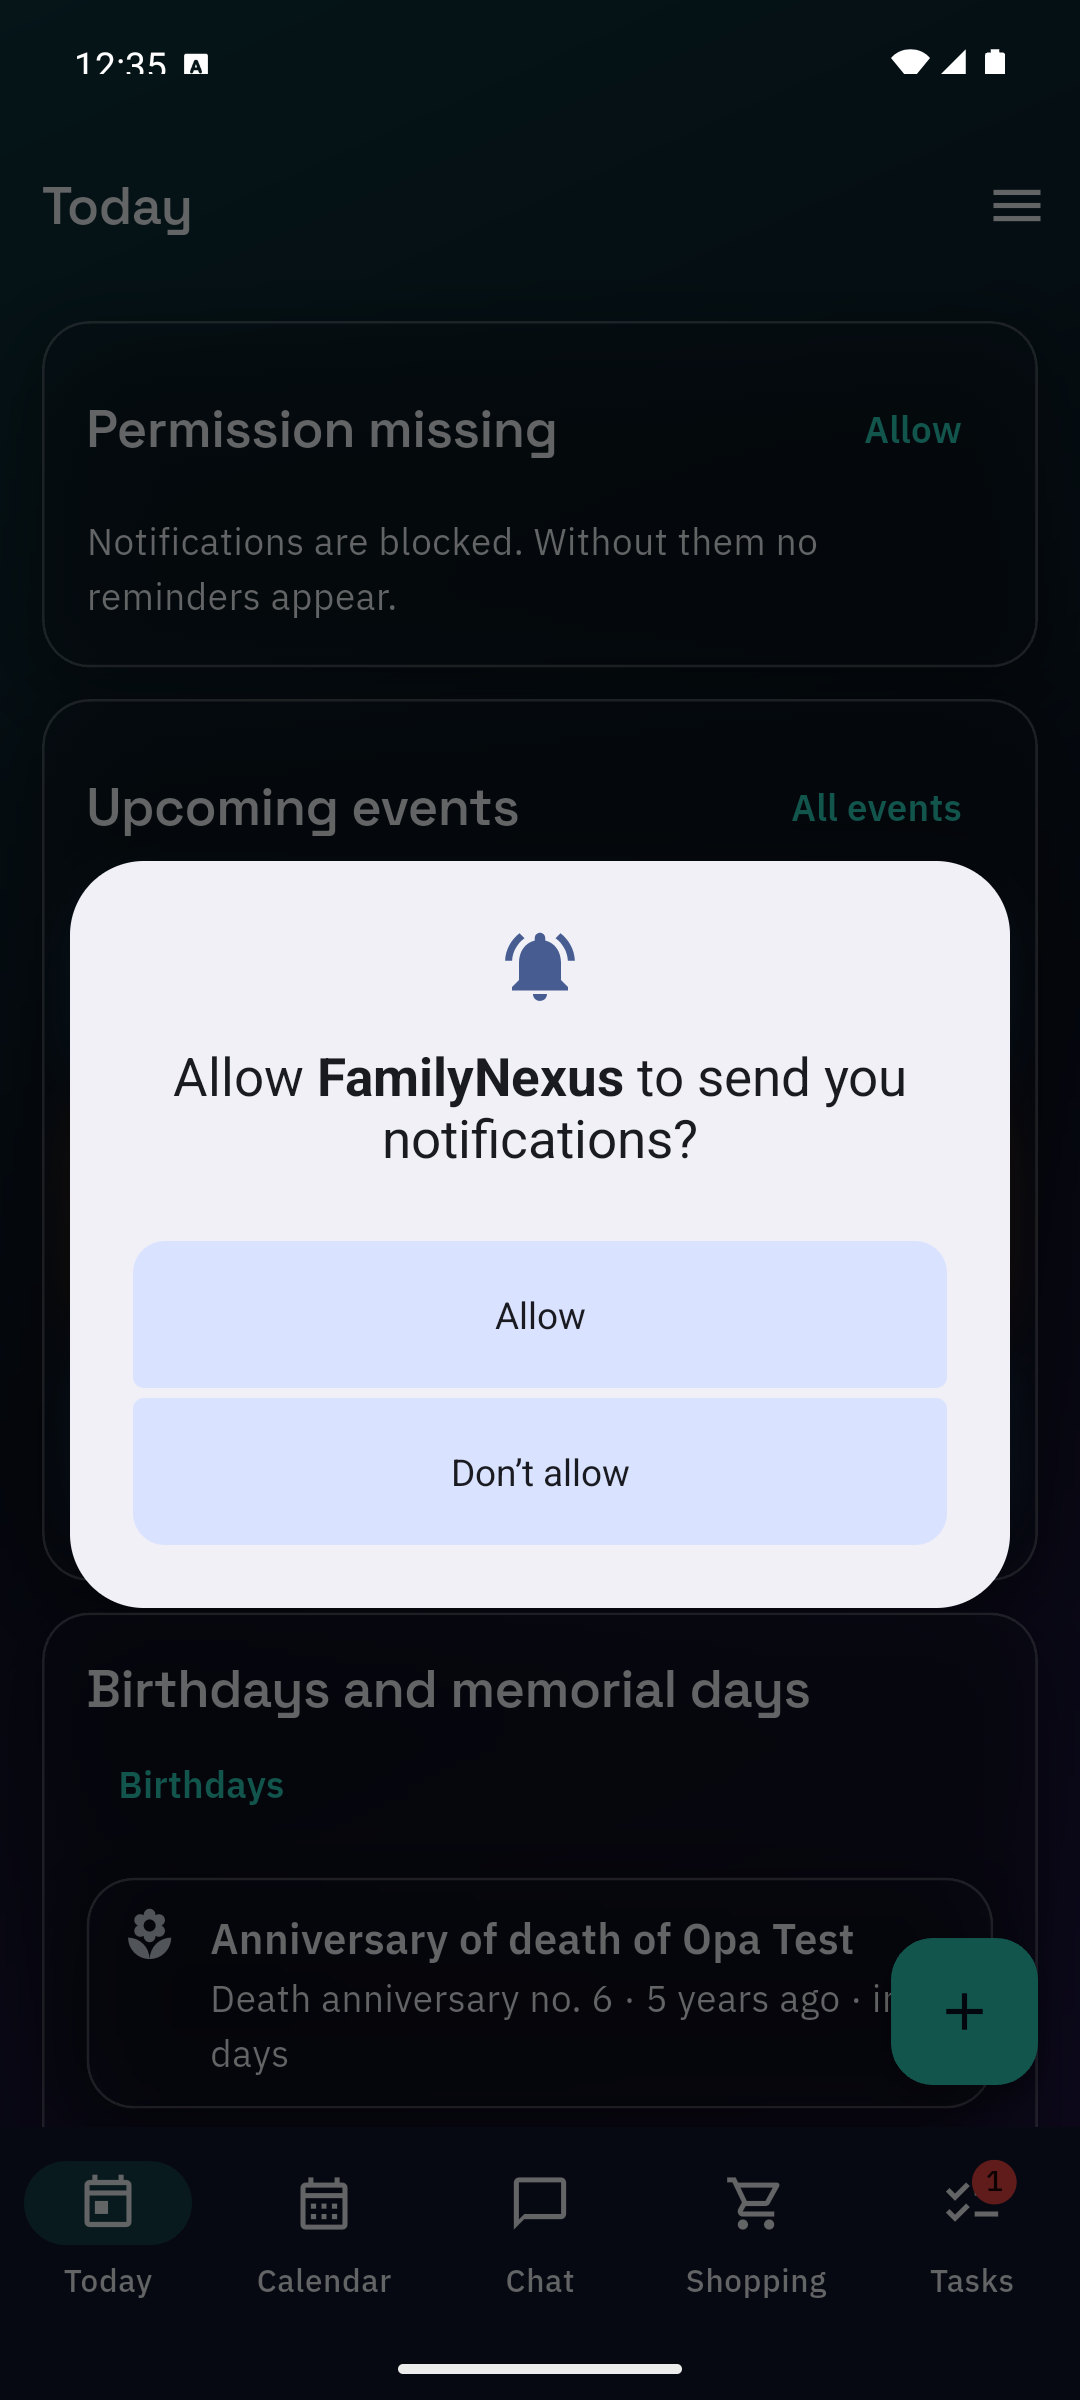 12:35
Today
Permission missing
Allow
Notifications are blocked. Without them no
reminders appear.
Upcoming events
All events
Allow FamilyNexus to send you
notifications?
Allow
Don’t allow
Birthdays and memorial days
Birthdays
Anniversary of death of Opa Test
Death anniversary no. 6 · 5 years ago ·
days
1
Today
Calendar
Chat
Shopping
Tasks